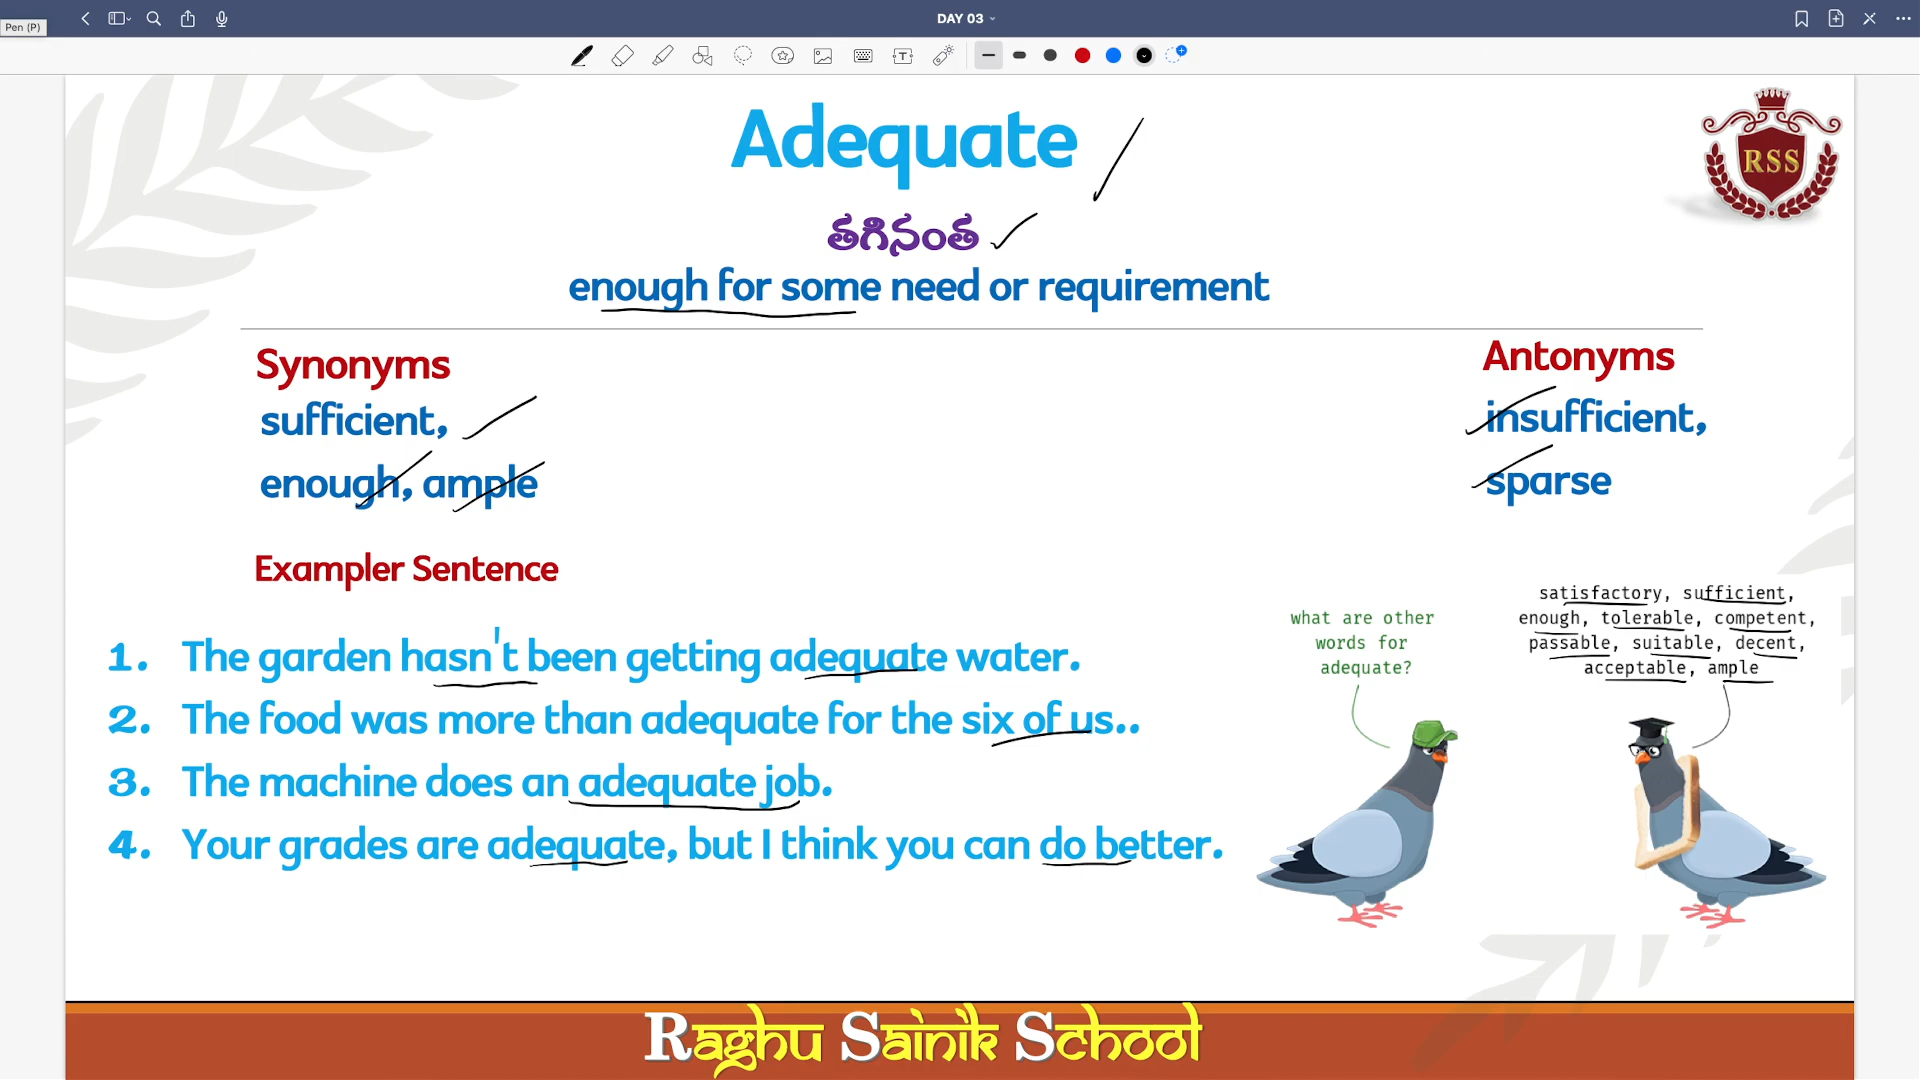 DAY 03
Pen (P)
Adequate
తగినంత
enough for some need or requirement
RSS
Synonyms
sufficient,
enough, ample
Antonyms
insufficient,
sparse
Exampler Sentence
1. The garden hasn't been getting adequate water.
2. The food was more than adequate for the six of us..
3. The machine does an adequate job.
4. Your grades are adequate, but I think you can do better.
what are other
words for
adequate?
satisfactory, sufficient,
enough, tolerable, competent,
passable, suitable, decent,
acceptable, ample
Raghu Sainik School